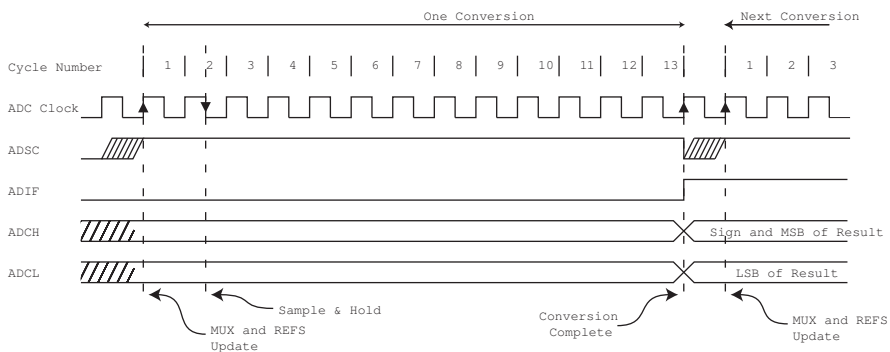 One Conversion
Next Conversion
Cycle Number 1 2 3 4 5 6 7 8 9 10 11 12 13 1 2 3
ADC Clock
ADSC
ADIF
ADCH
Sign and MSB of Result
ADCL
LSB of Result
Sample & Hold
MUX and REFS
Update
Conversion
Complete
MUX and REFS
Update